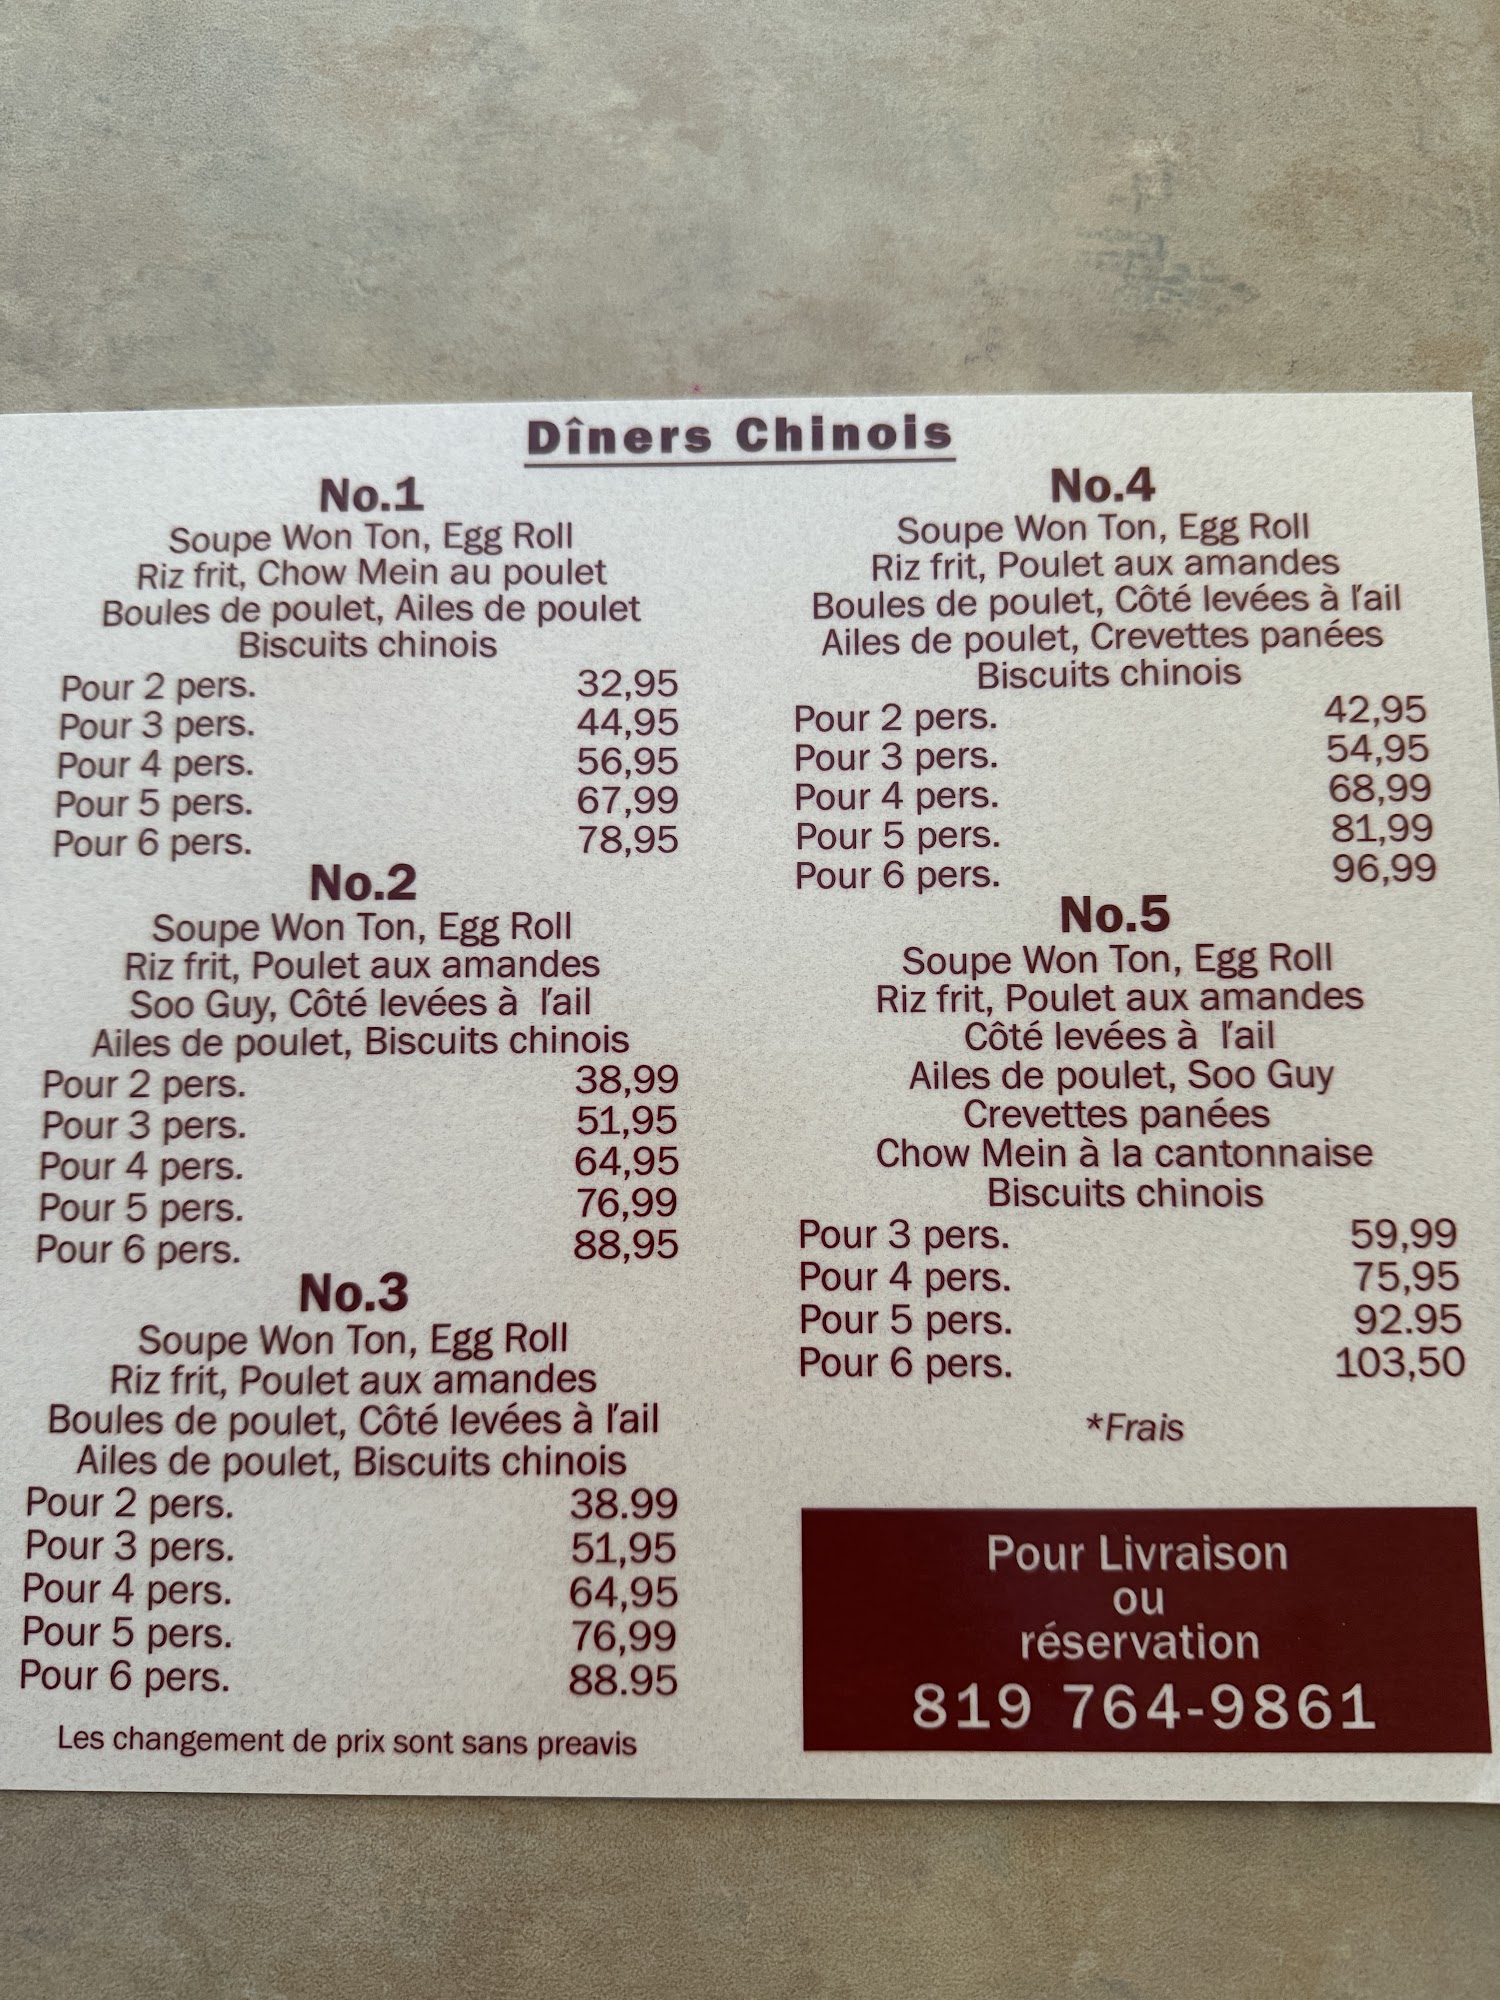 Dîners Chinois
No.1
Soupe Won Ton, Egg Roll
Riz frit, Chow Mein au poulet
Boules de poulet, Ailes de poulet
Biscuits chinois
Pour 2 pers. 32,95
Pour 3 pers. 44,95
Pour 4 pers. 56,95
Pour 5 pers. 67,99
Pour 6 pers. 78,95
No.2
Soupe Won Ton, Egg Roll
Riz frit, Poulet aux amandes
Soo Guy, Côté levées à l'ail
Ailes de poulet, Biscuits chinois
Pour 2 pers. 38,99
Pour 3 pers. 51,95
Pour 4 pers. 64,95
Pour 5 pers. 76,99
Pour 6 pers. 88,95
No.3
Soupe Won Ton, Egg Roll
Riz frit, Poulet aux amandes
Boules de poulet, Côté levées à l'ail
Ailes de poulet, Biscuits chinois
Pour 2 pers. 38.99
Pour 3 pers. 51,95
Pour 4 pers. 64,95
Pour 5 pers. 76,99
Pour 6 pers. 88.95
Les changement de prix sont sans preavis
No.4
Soupe Won Ton, Egg Roll
Riz frit, Poulet aux amandes
Boules de poulet, Côté levées à l'ail
Ailes de poulet, Crevettes panées
Biscuits chinois
Pour 2 pers. 42,95
Pour 3 pers. 54,95
Pour 4 pers. 68,99
Pour 5 pers. 81,99
Pour 6 pers. 96,99
No.5
Soupe Won Ton, Egg Roll
Riz frit, Poulet aux amandes
Côté levées à l'ail
Ailes de poulet, Soo Guy
Crevettes panées
Chow Mein à la cantonnaise
Biscuits chinois
Pour 3 pers. 59,99
Pour 4 pers. 75,95
Pour 5 pers. 92.95
Pour 6 pers. 103,50
*Frais
Pour Livraison
ou
réservation
819 764-9861